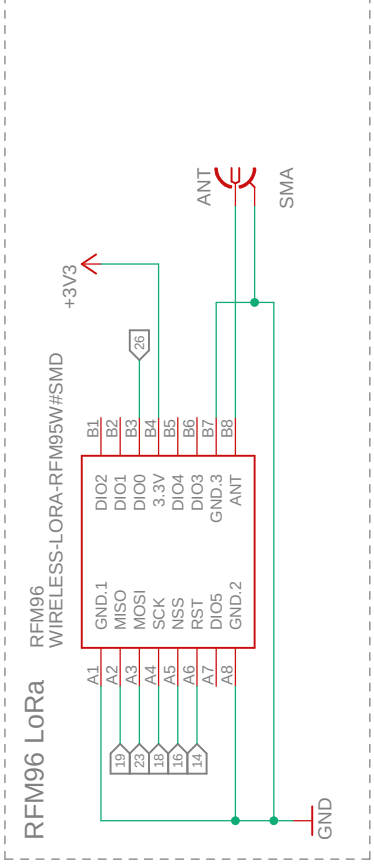 RFM96 LoRa
RFM96
WIRELESS-LORA-RFM95W#SMD
A1
GND.1
DIO2
B1
A2
MISO
DIO1
B2
A3
MOSI
DIO0
B3
A4
SCK
3.3V
B4
A5
NSS
DIO4
B5
A6
RST
DIO3
B6
A7
DIO5
GND.3
B7
A8
GND.2
ANT
B8
19
23
18
16
14
26
+3V3
ANT
SMA
GND